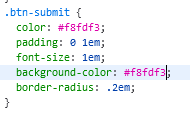 .btn-submit {
color: #f8fdf3;
padding: 0 1em;
font-size: 1em;
background-color: #f8fdf3;
border-radius: .2em;
}